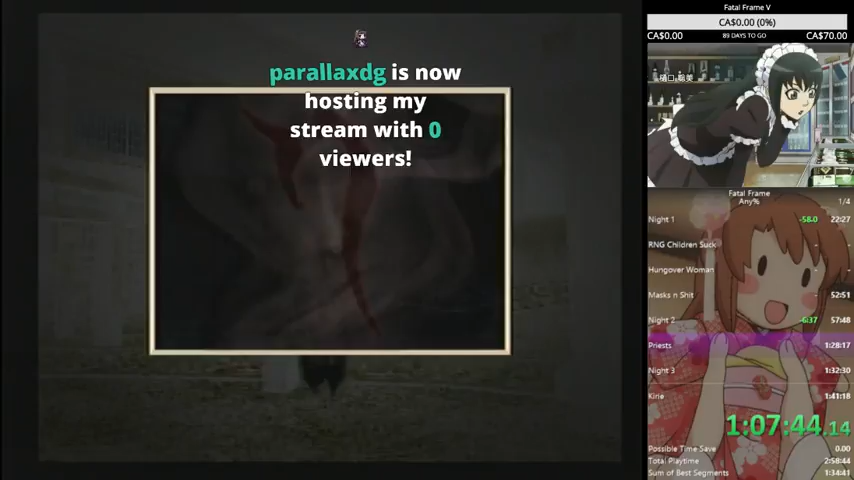 parallaxdg is now
hosting my
stream with 0
viewers!
Fatal Frame V
CA$0.00 (0%)
CA$0.00 89 DAYS TO GO CA$70.00
Fatal Frame
Any% 1/4
Night 1 -58.0 22:27
RNG Children Suck - -
Hungover Woman - -
Masks n Shit - 52:51
Night 2 -6:37 57:48
Priests 1:28:17
Night 3 1:32:30
Kirie 1:41:18
1:07:44.14
Possible Time Save 0.00
Total Playtime 2:58:44
Sum of Best Segments 1:34:41